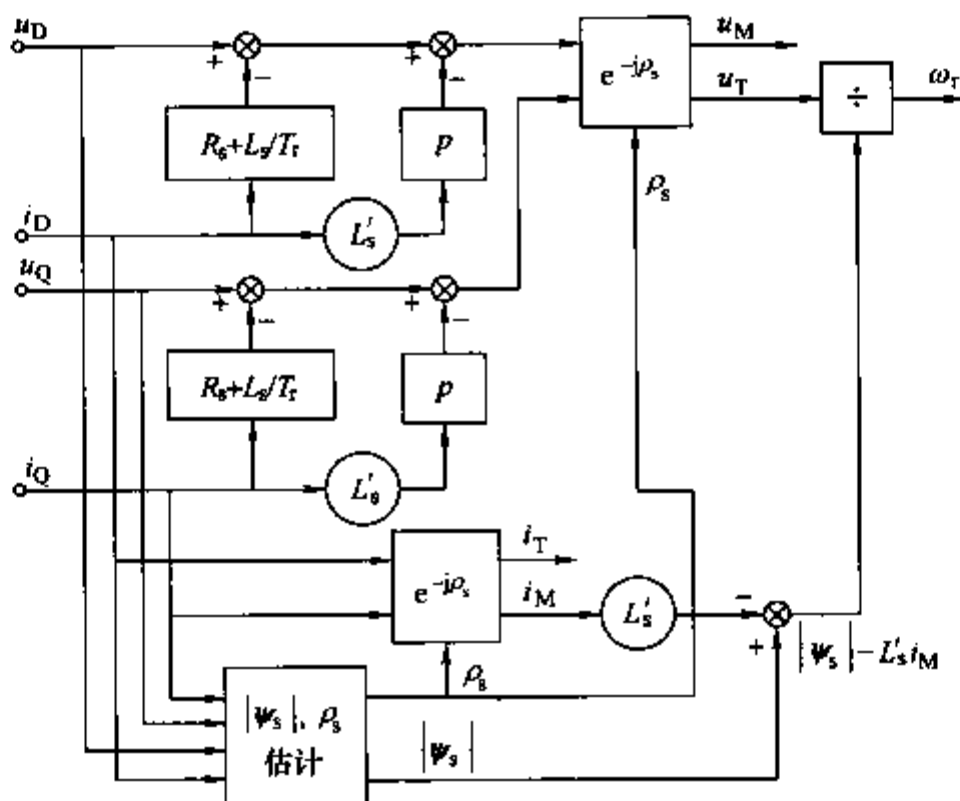 u_D
+
−
+
−
e^{-jρ_s}
u_M
u_T
÷
ω_r
R_s+L_s/T_r
p
ρ_s
i_D
L'_s
u_Q
+
−
+
−
R_s+L_s/T_r
p
i_Q
L'_s
e^{-jρ_s}
i_T
i_M
L'_s
−
+
|ψ_s|−L'_s i_M
ρ_s
|ψ_s|、ρ_s
估计
|ψ_s|